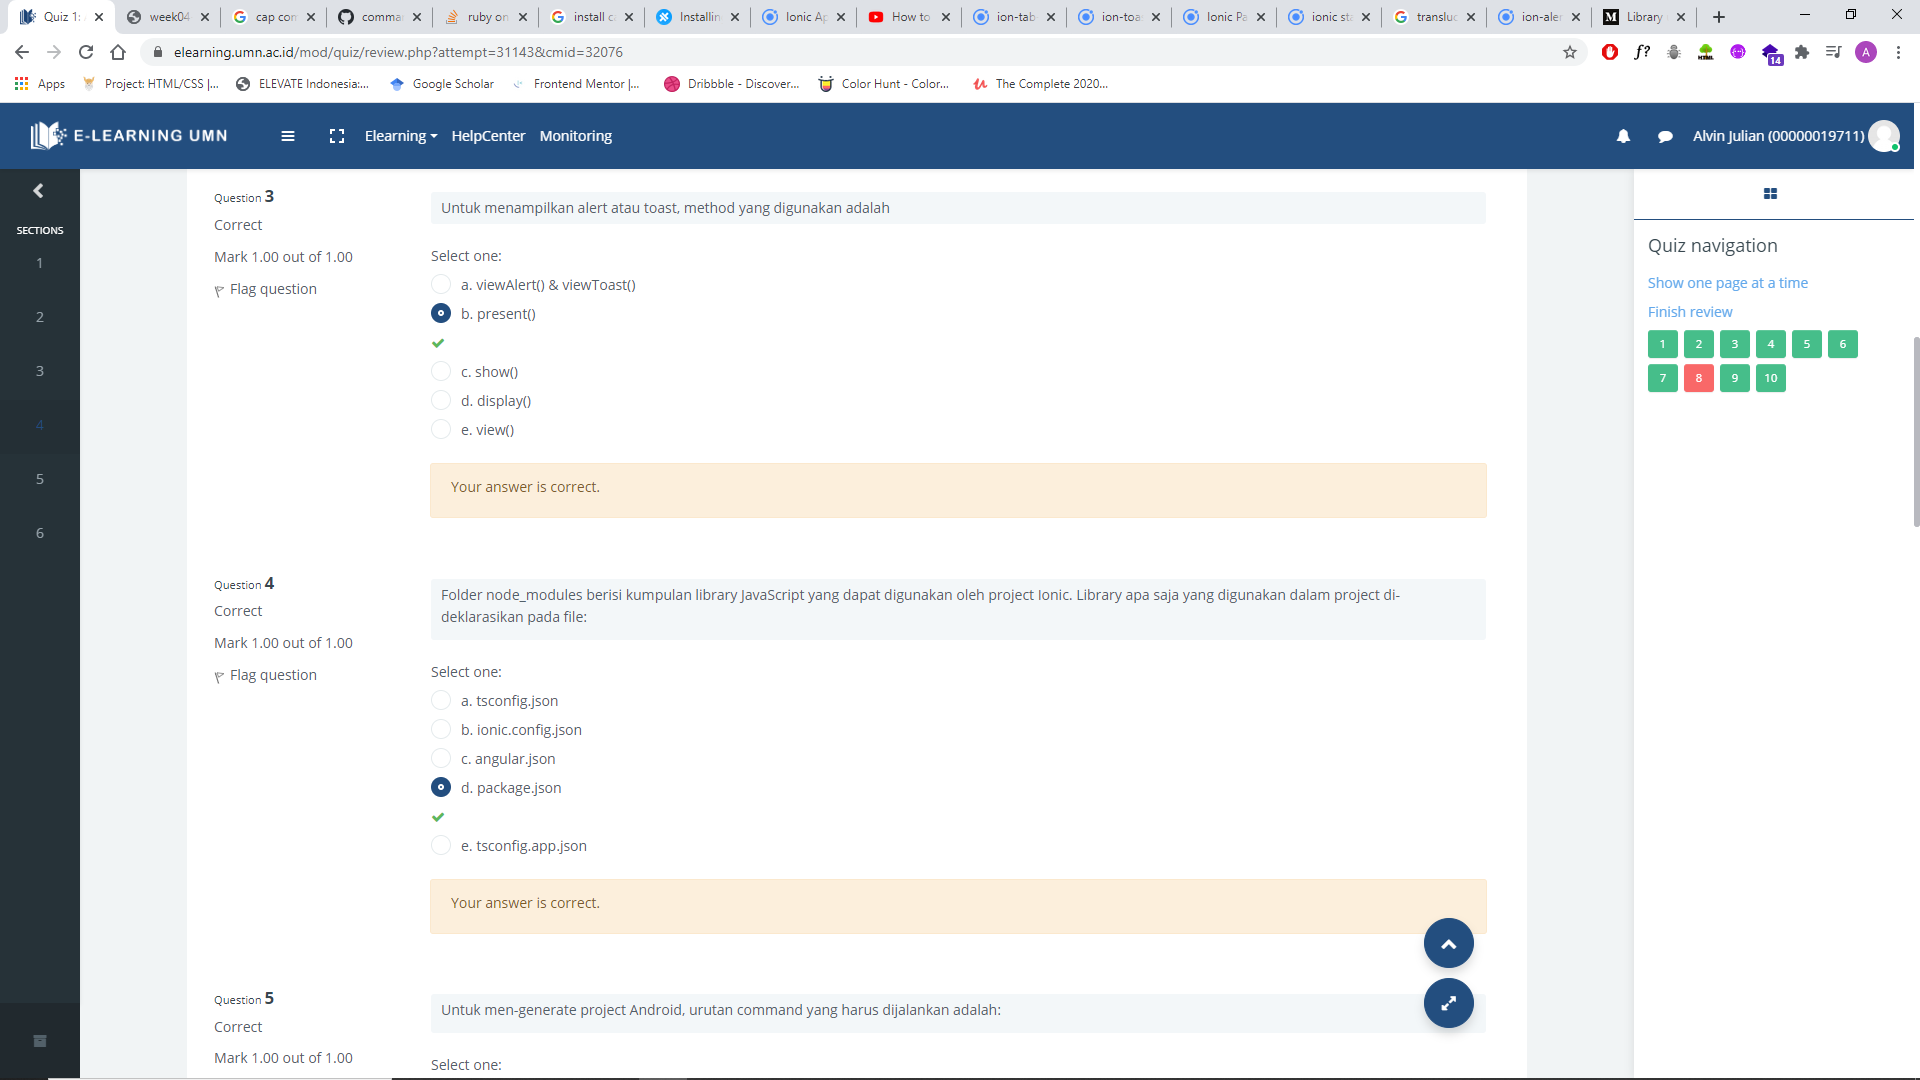 Quiz 1:
week04
cap con
comma
ruby on
install c
Installin
Ionic Ap
How to
ion-tab
ion-toa
Ionic Pa
ionic sta
transluc
ion-aler
Library
elearning.umn.ac.id/mod/quiz/review.php?attempt=31143&cmid=32076
14
A
Apps
Project: HTML/CSS |...
ELEVATE Indonesia:...
Google Scholar
Frontend Mentor |...
Dribbble - Discover...
Color Hunt - Color...
The Complete 2020...
E-LEARNING UMN
Elearning
HelpCenter
Monitoring
Alvin Julian (00000019711)
SECTIONS
1
2
3
4
5
6
Question 3
Correct
Mark 1.00 out of 1.00
Flag question
Untuk menampilkan alert atau toast, method yang digunakan adalah
Select one:
a. viewAlert() & viewToast()
b. present()
c. show()
d. display()
e. view()
Your answer is correct.
Question 4
Correct
Mark 1.00 out of 1.00
Flag question
Folder node_modules berisi kumpulan library JavaScript yang dapat digunakan oleh project Ionic. Library apa saja yang digunakan dalam project di-
deklarasikan pada file:
Select one:
a. tsconfig.json
b. ionic.config.json
c. angular.json
d. package.json
e. tsconfig.app.json
Your answer is correct.
Question 5
Correct
Mark 1.00 out of 1.00
Untuk men-generate project Android, urutan command yang harus dijalankan adalah:
Select one:
Quiz navigation
Show one page at a time
Finish review
1 2 3 4 5 6
7 8 9 10